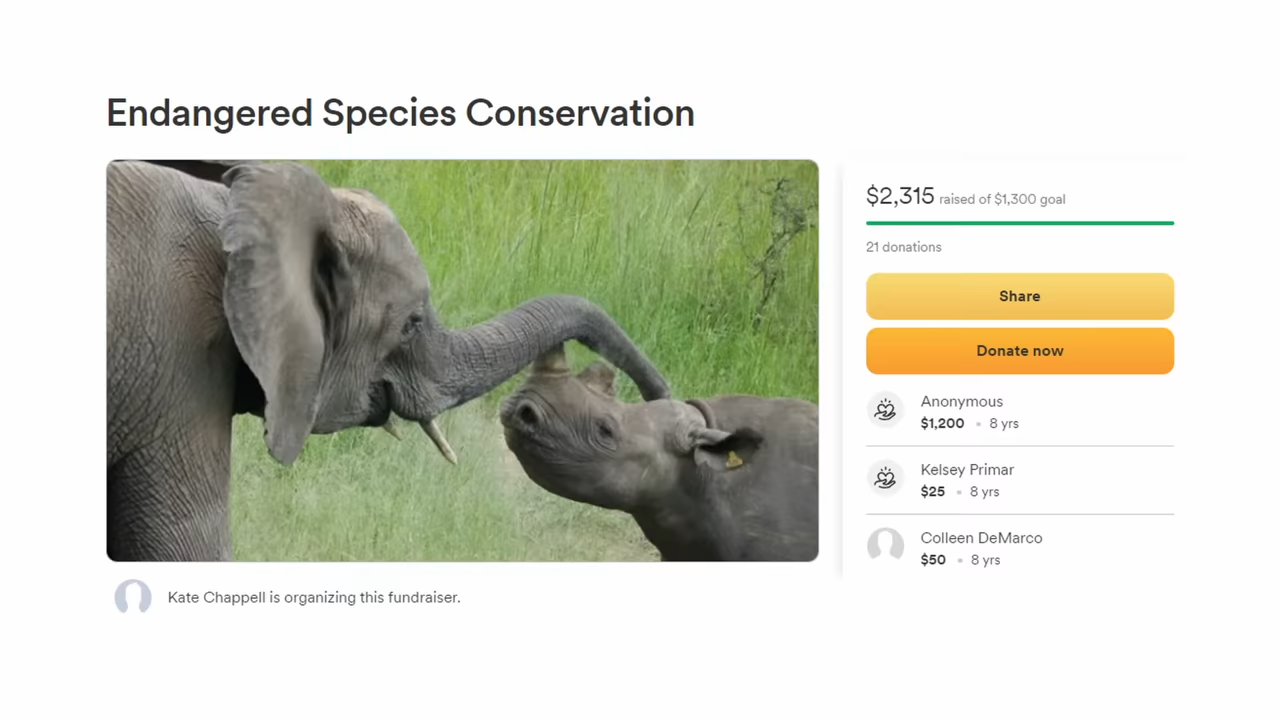 Endangered Species Conservation
$2,315 raised of $1,300 goal
21 donations
Share
Donate now
Anonymous
$1,200 • 8 yrs
Kelsey Primar
$25 • 8 yrs
Colleen DeMarco
$50 • 8 yrs
Kate Chappell is organizing this fundraiser.